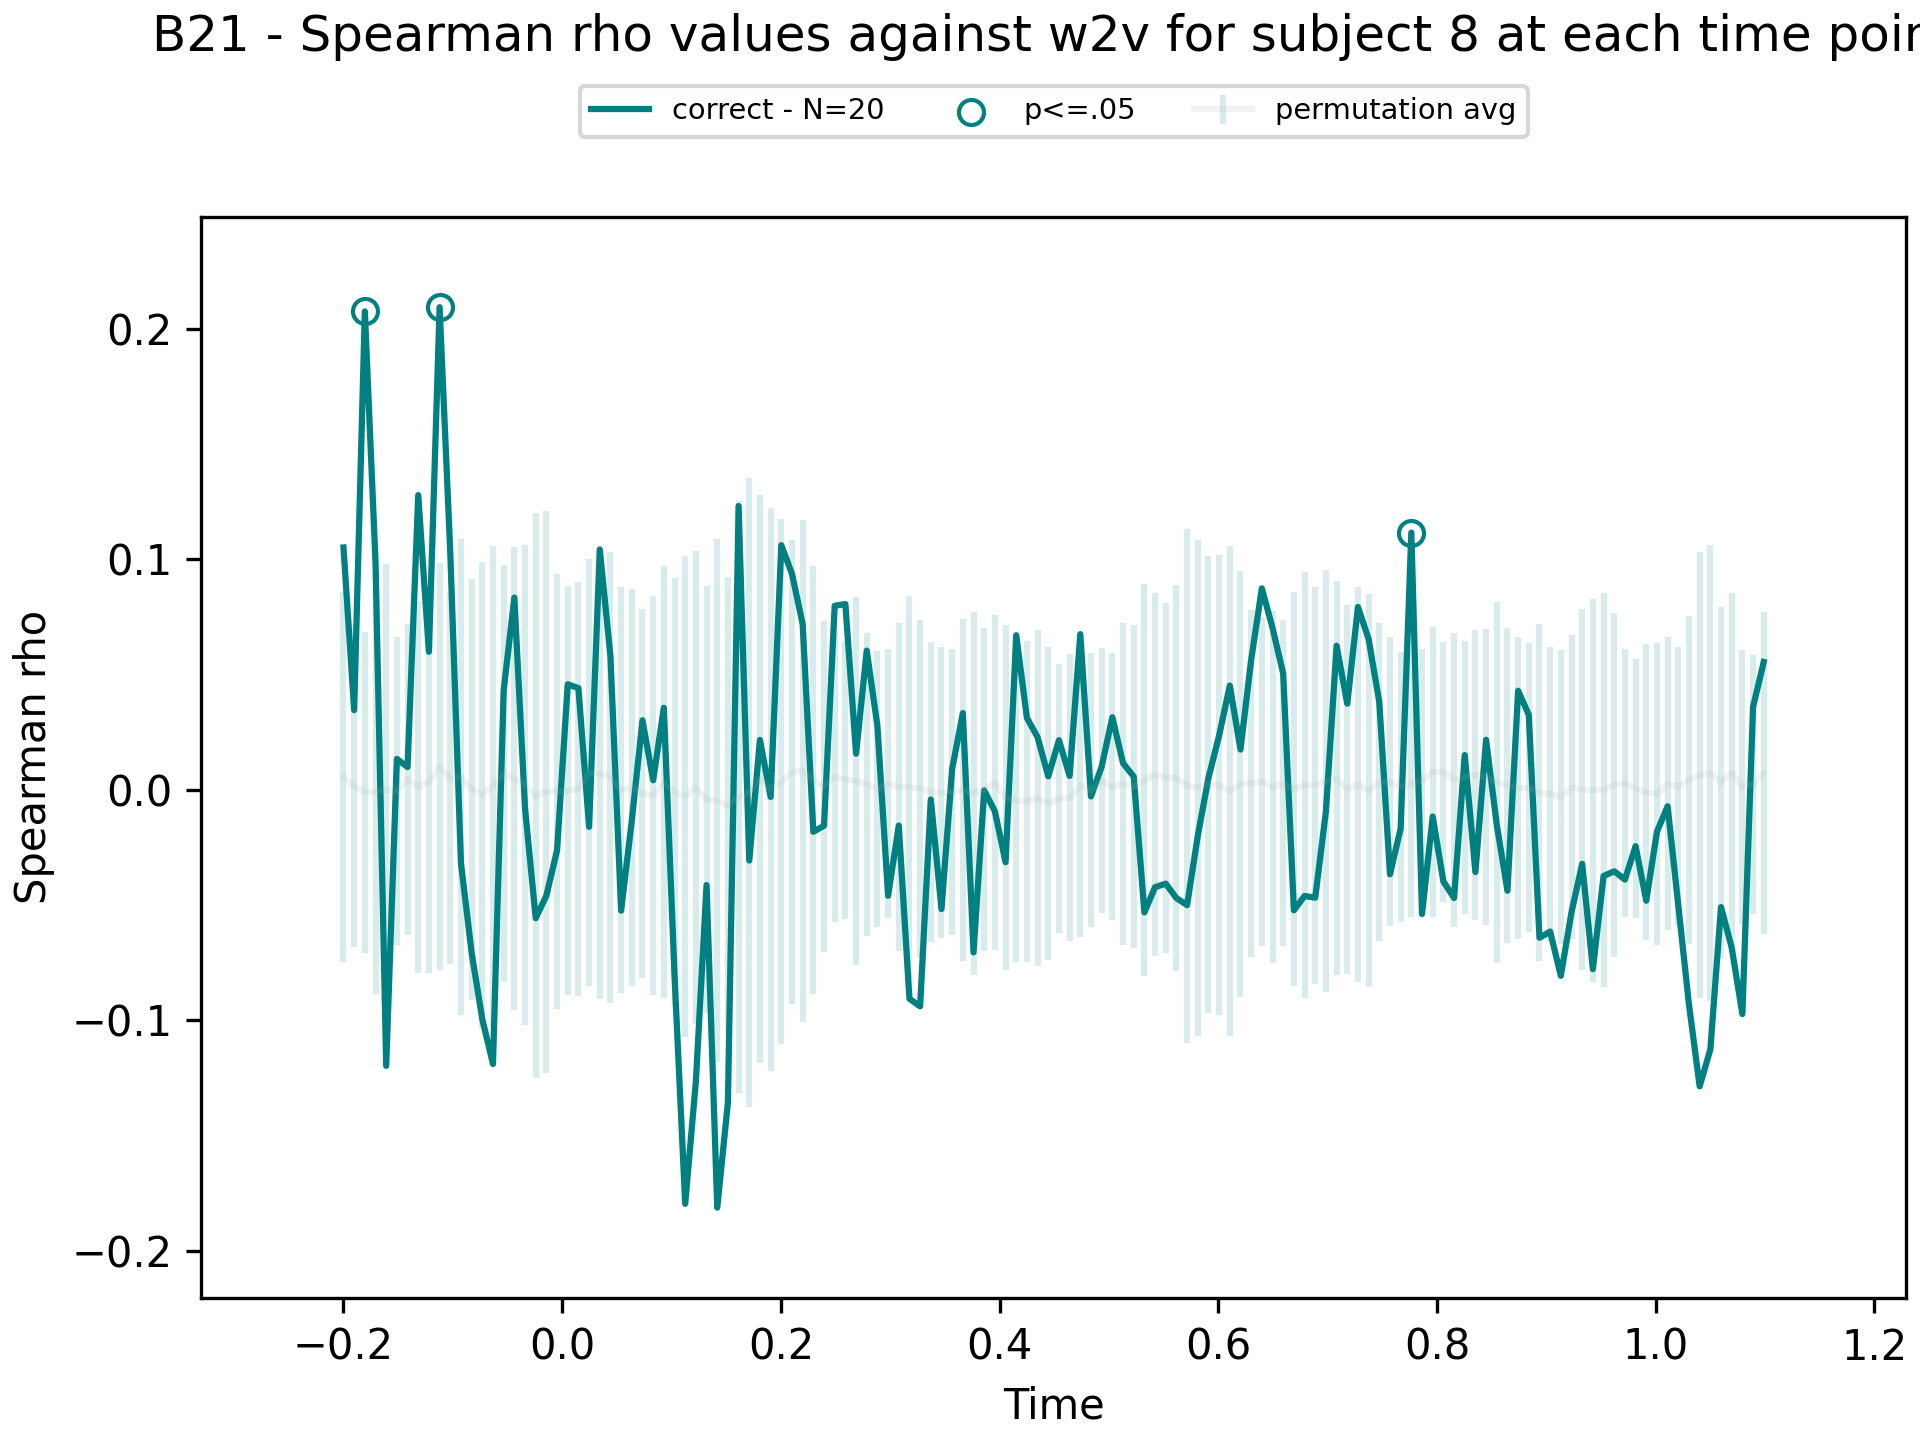 B21 - Spearman rho values against w2v for subject 8 at each time
correct - N=20 p<=.05 permutation avg
Spearman rho
0.2
0.1
0.0
−0.1
−0.2
−0.2 0.0 0.2 0.4 0.6 0.8 1.0 1.2
Time